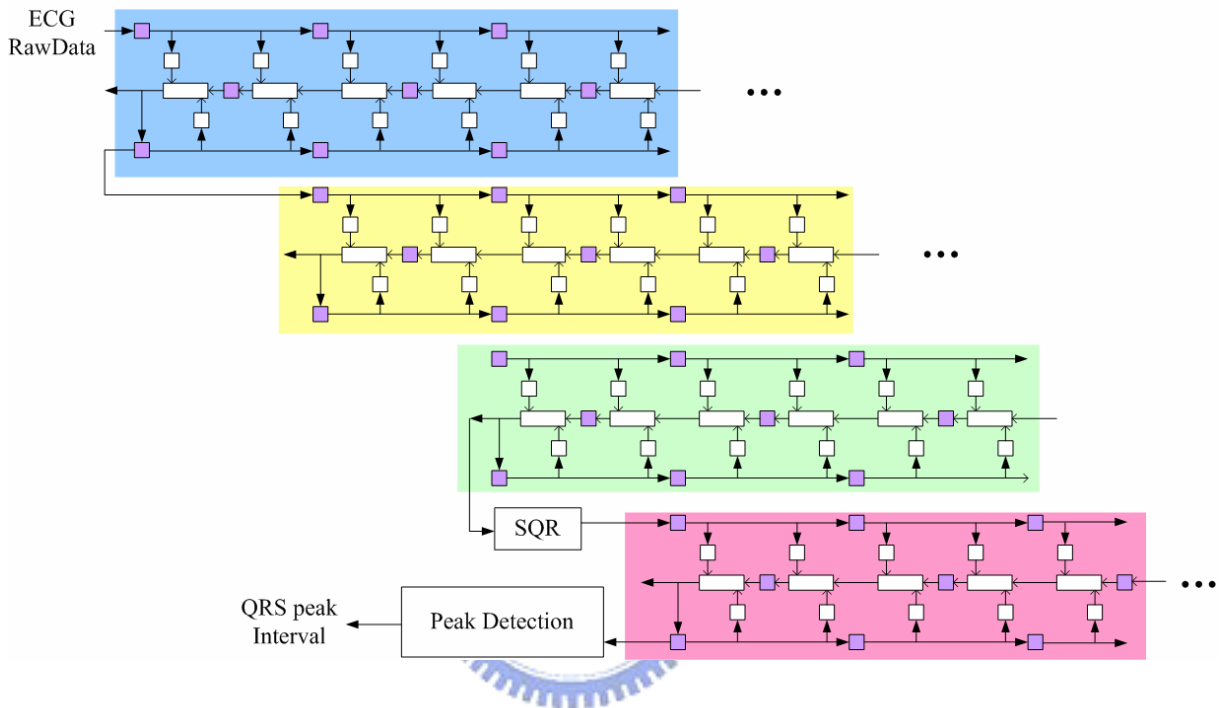 ECG
RawData
SQR
Peak Detection
QRS peak
Interval